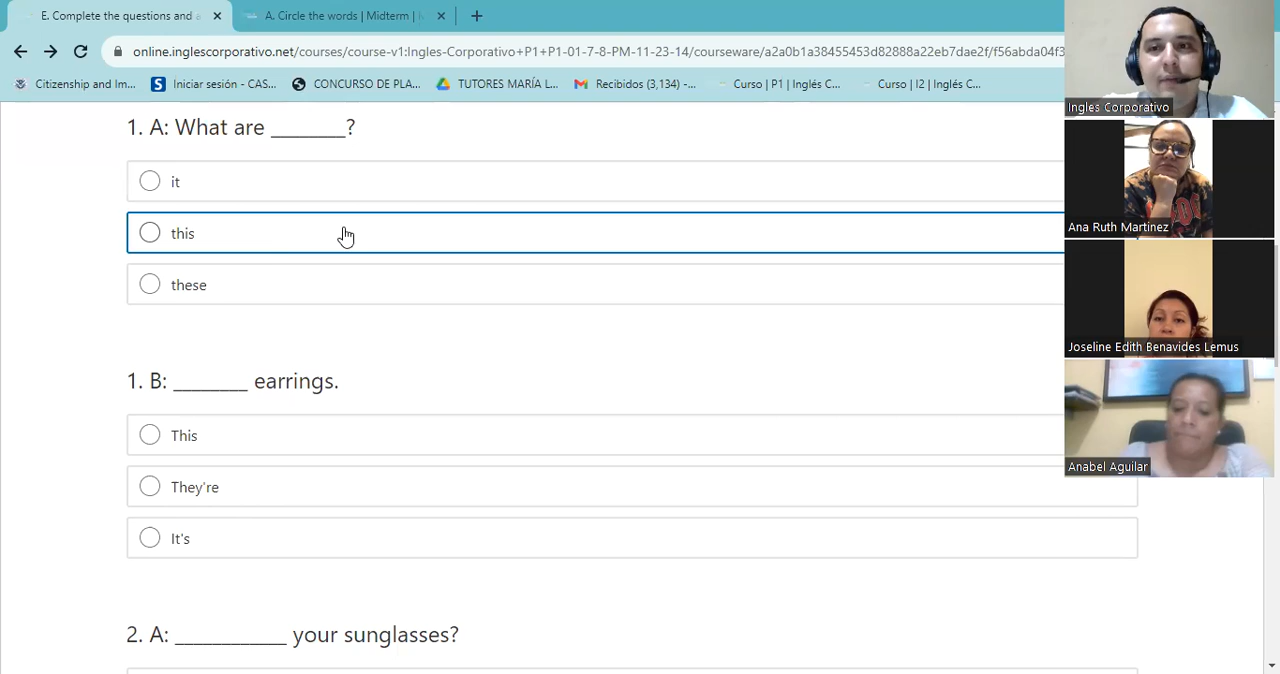 E. Complete the questions and a
A. Circle the words | Midterm |
online.inglescorporativo.net/courses/course-v1:Ingles-Corporativo+P1+P1-01-7-8-PM-11-23-14/courseware/a2a0b1a38455453d82888a22eb7dae2f/f56abda04f3
Citizenship and Im...
Iniciar sesión - CAS...
CONCURSO DE PLA...
TUTORES MARÍA L...
Recibidos (3,134) -...
Curso | P1 | Inglés C...
Curso | I2 | Inglés C...
1. A: What are ________?
it
this
these
1. B: ________ earrings.
This
They're
It's
2. A: ____________ your sunglasses?
Ingles Corporativo
Ana Ruth Martinez
Joseline Edith Benavides Lemus
Anabel Aguilar